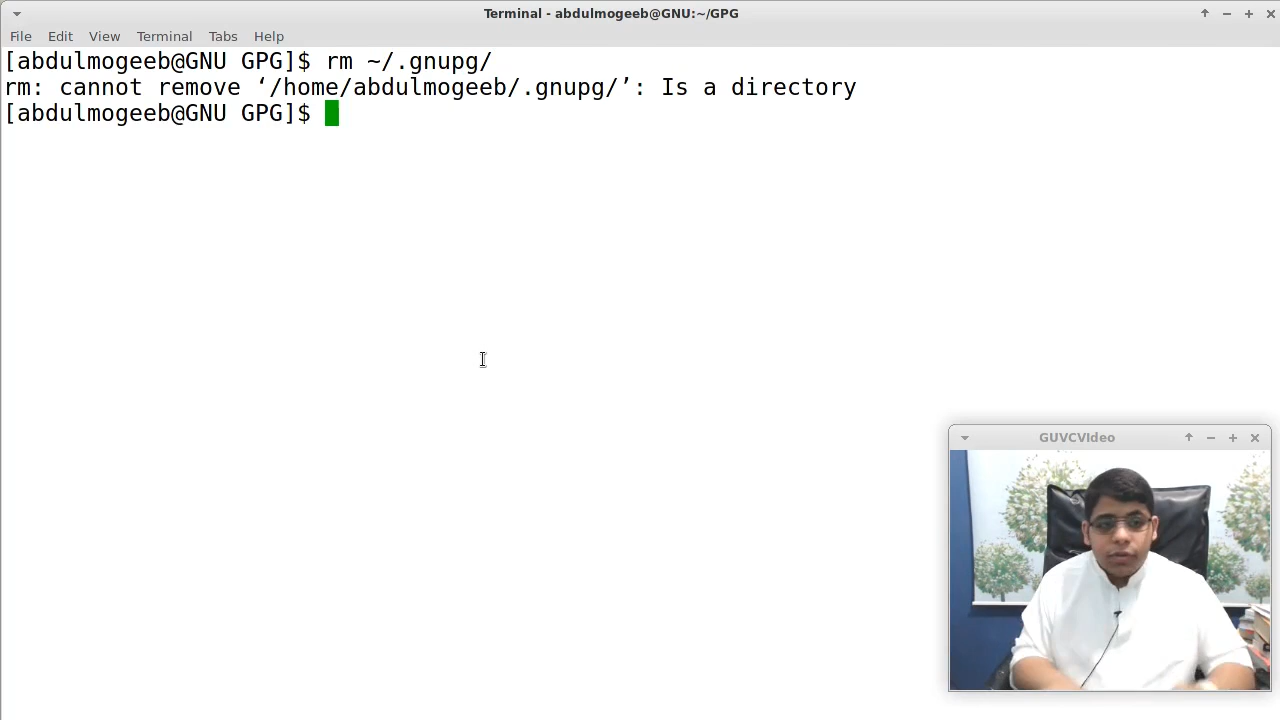 Terminal - abdulmogeeb@GNU:~/GPG
File Edit View Terminal Tabs Help
[abdulmogeeb@GNU GPG]$ rm ~/.gnupg/
rm: cannot remove ‘/home/abdulmogeeb/.gnupg/’: Is a directory
[abdulmogeeb@GNU GPG]$
GUVCVIdeo